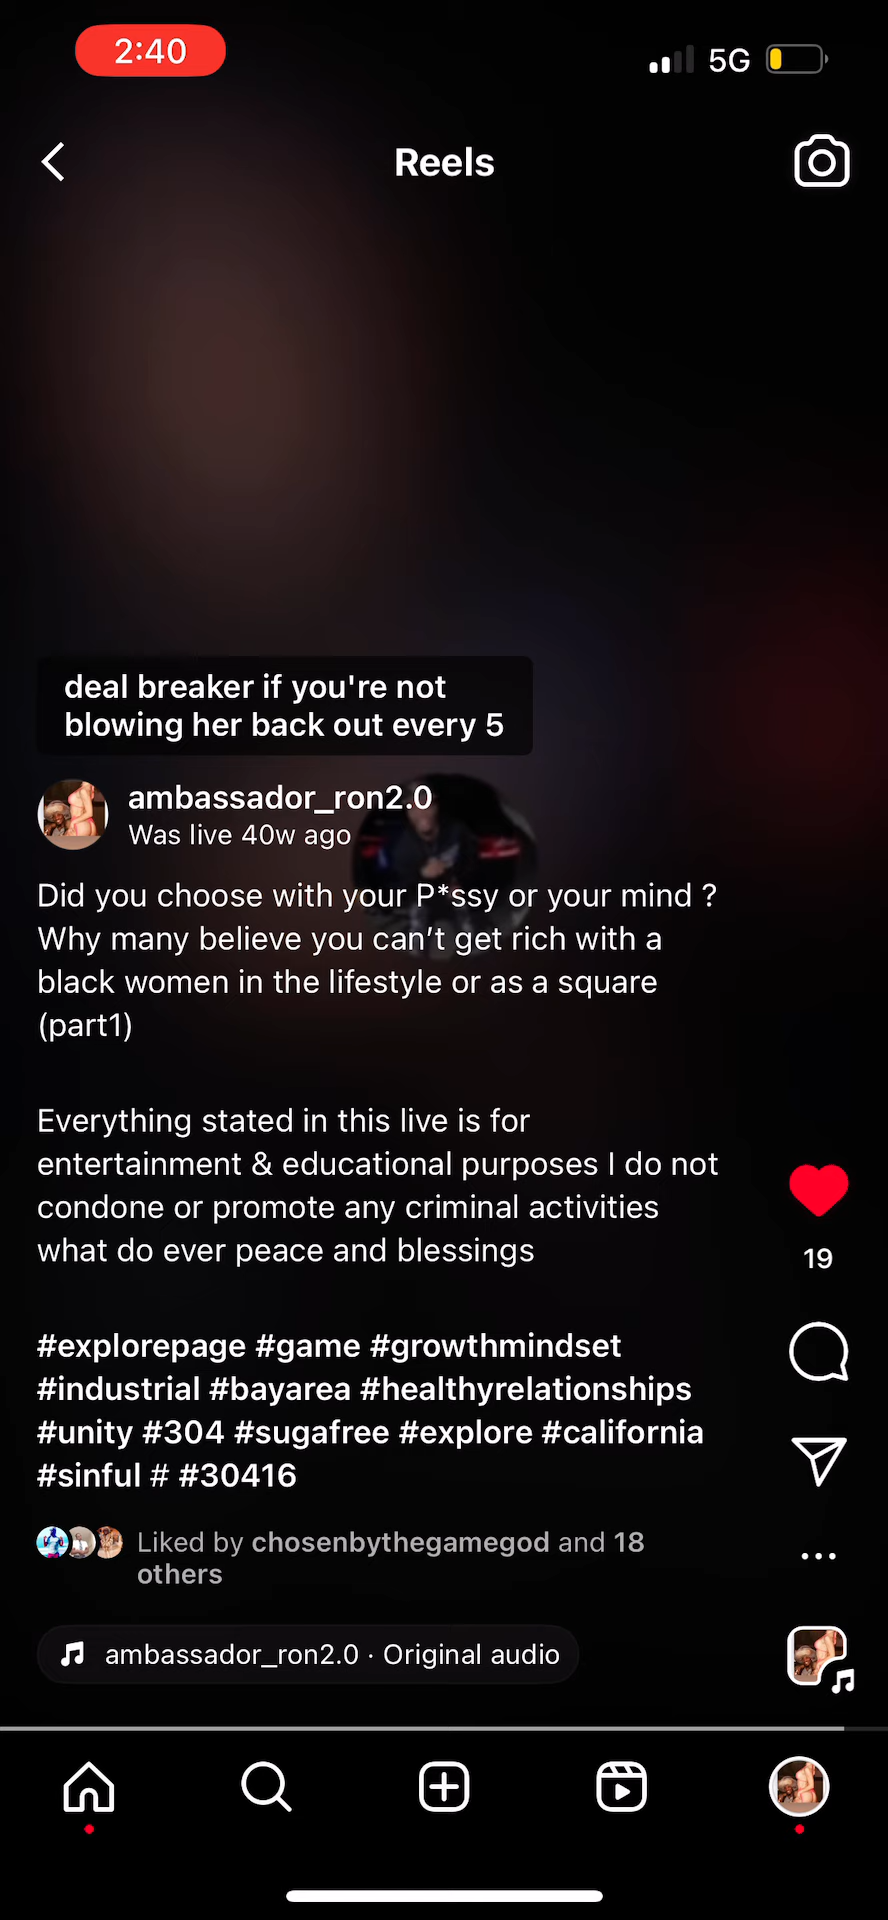 2:40
5G
Reels
deal breaker if you're not
blowing her back out every 5
ambassador_ron2.0
Was live 40w ago
Did you choose with your P*ssy or your mind ?
Why many believe you can’t get rich with a
black women in the lifestyle or as a square
(part1)
Everything stated in this live is for
entertainment & educational purposes I do not
condone or promote any criminal activities
what do ever peace and blessings
#explorepage #game #growthmindset
#industrial #bayarea #healthyrelationships
#unity #304 #sugafree #explore #california
#sinful # #30416
19
Liked by chosenbythegamegod and 18
others
ambassador_ron2.0 · Original audio